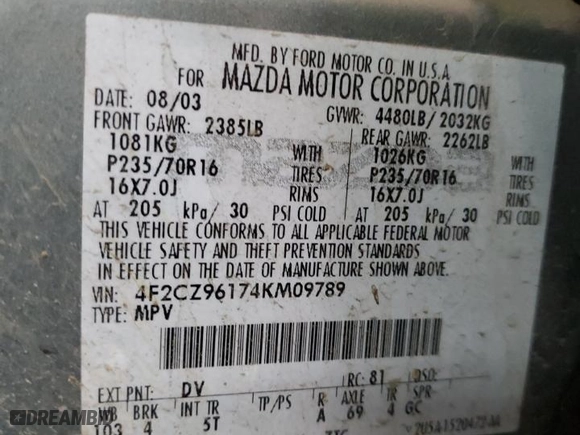 MFD. BY FORD MOTOR CO. IN U.S.A
FOR MAZDA MOTOR CORPORATION
DATE: 08/03 GVWR: 4480LB/ 2032KG
FRONT GAWR: 2385LB REAR GAWR: 2262LB
1081KG WITH 1026KG WITH
P235/70R16 TIRES P235/70R16 TIRES
16X7.0J RIMS 16X7.0J RIMS
AT 205 kPa/ 30 PSI COLD AT 205 kPa/ 30 PSI COLD
THIS VEHICLE CONFORMS TO ALL APPLICABLE FEDERAL MOTOR
VEHICLE SAFETY AND THEFT PREVENTION STANDARDS
IN EFFECT ON THE DATE OF MANUFACTURE SHOWN ABOVE.
VIN: 4F2CZ96174KM09789
TYPE: MPV
EXT PNT: DV RC: 81 DSO:
WB BRK INT TR TP/PS R AXLE TR SPR
103 4 5T A 69 4 GC
DREAMBID